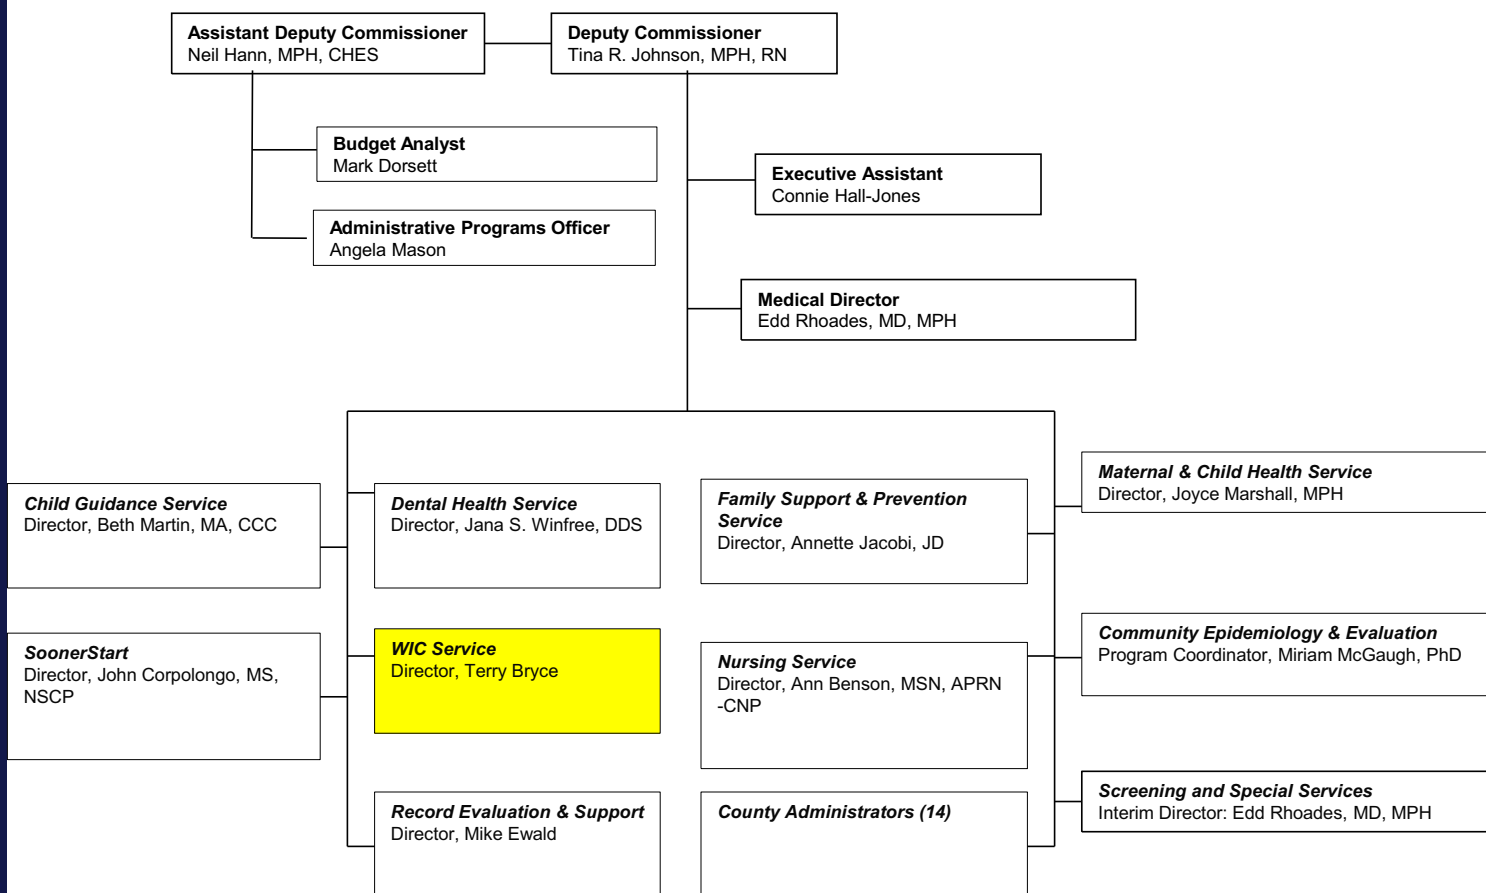 Assistant Deputy Commissioner
Neil Hann, MPH, CHES
Deputy Commissioner
Tina R. Johnson, MPH, RN
Budget Analyst
Mark Dorsett
Executive Assistant
Connie Hall-Jones
Administrative Programs Officer
Angela Mason
Medical Director
Edd Rhoades, MD, MPH
Child Guidance Service
Director, Beth Martin, MA, CCC
Dental Health Service
Director, Jana S. Winfree, DDS
Family Support & Prevention
Service
Director, Annette Jacobi, JD
Maternal & Child Health Service
Director, Joyce Marshall, MPH
SoonerStart
Director, John Corpolongo, MS,
NSCP
WIC Service
Director, Terry Bryce
Nursing Service
Director, Ann Benson, MSN, APRN
-CNP
Community Epidemiology & Evaluation
Program Coordinator, Miriam McGaugh, PhD
Record Evaluation & Support
Director, Mike Ewald
County Administrators (14)
Screening and Special Services
Interim Director: Edd Rhoades, MD, MPH